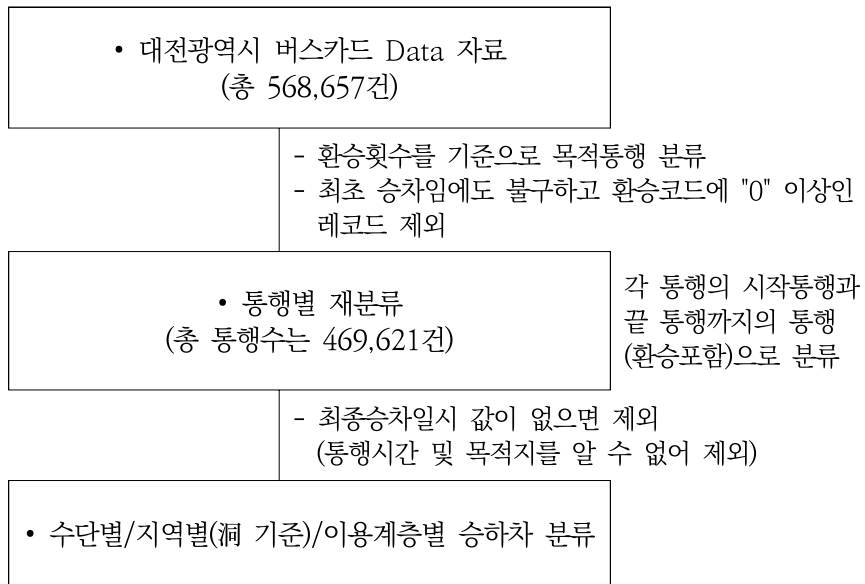 • 대전광역시 버스카드 Data 자료
(총 568,657건)
- 환승횟수를 기준으로 목적통행 분류
- 최초 승차임에도 불구하고 환승코드에 "0" 이상인
레코드 제외
• 통행별 재분류
(총 통행수는 469,621건)
각 통행의 시작통행과
끝 통행까지의 통행
(환승포함)으로 분류
- 최종승차일시 값이 없으면 제외
(통행시간 및 목적지를 알 수 없어 제외)
• 수단별/지역별(洞 기준)/이용계층별 승하차 분류